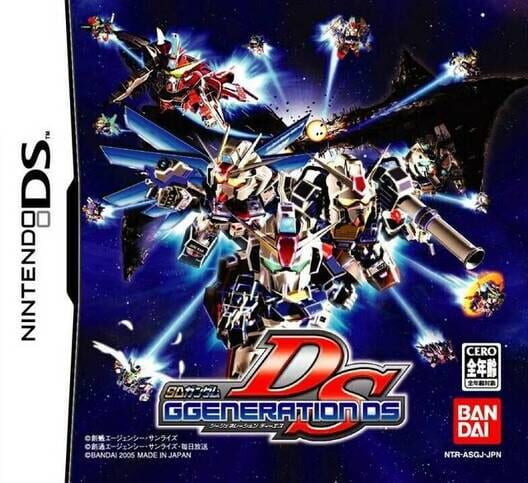 NINTENDO DS™
SDガンダム
DS
GGENERATION DS
ジージェネレーション ディーエス
CERO
全年齢
全年齢対象
BAN
DAI
©創通エージェンシー・サンライズ
©創通エージェンシー・サンライズ・毎日放送
©BANDAI 2005 MADE IN JAPAN
NTR-ASGJ-JPN